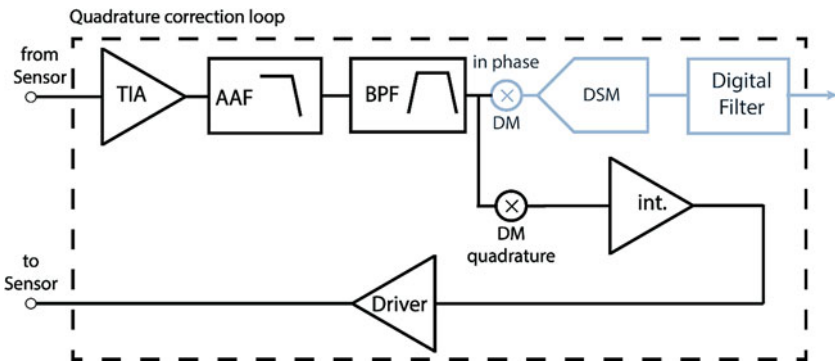 Quadrature correction loop
from
Sensor
TIA
AAF
BPF
in phase
DM
DSM
Digital
Filter
DM
quadrature
int.
to
Sensor
Driver